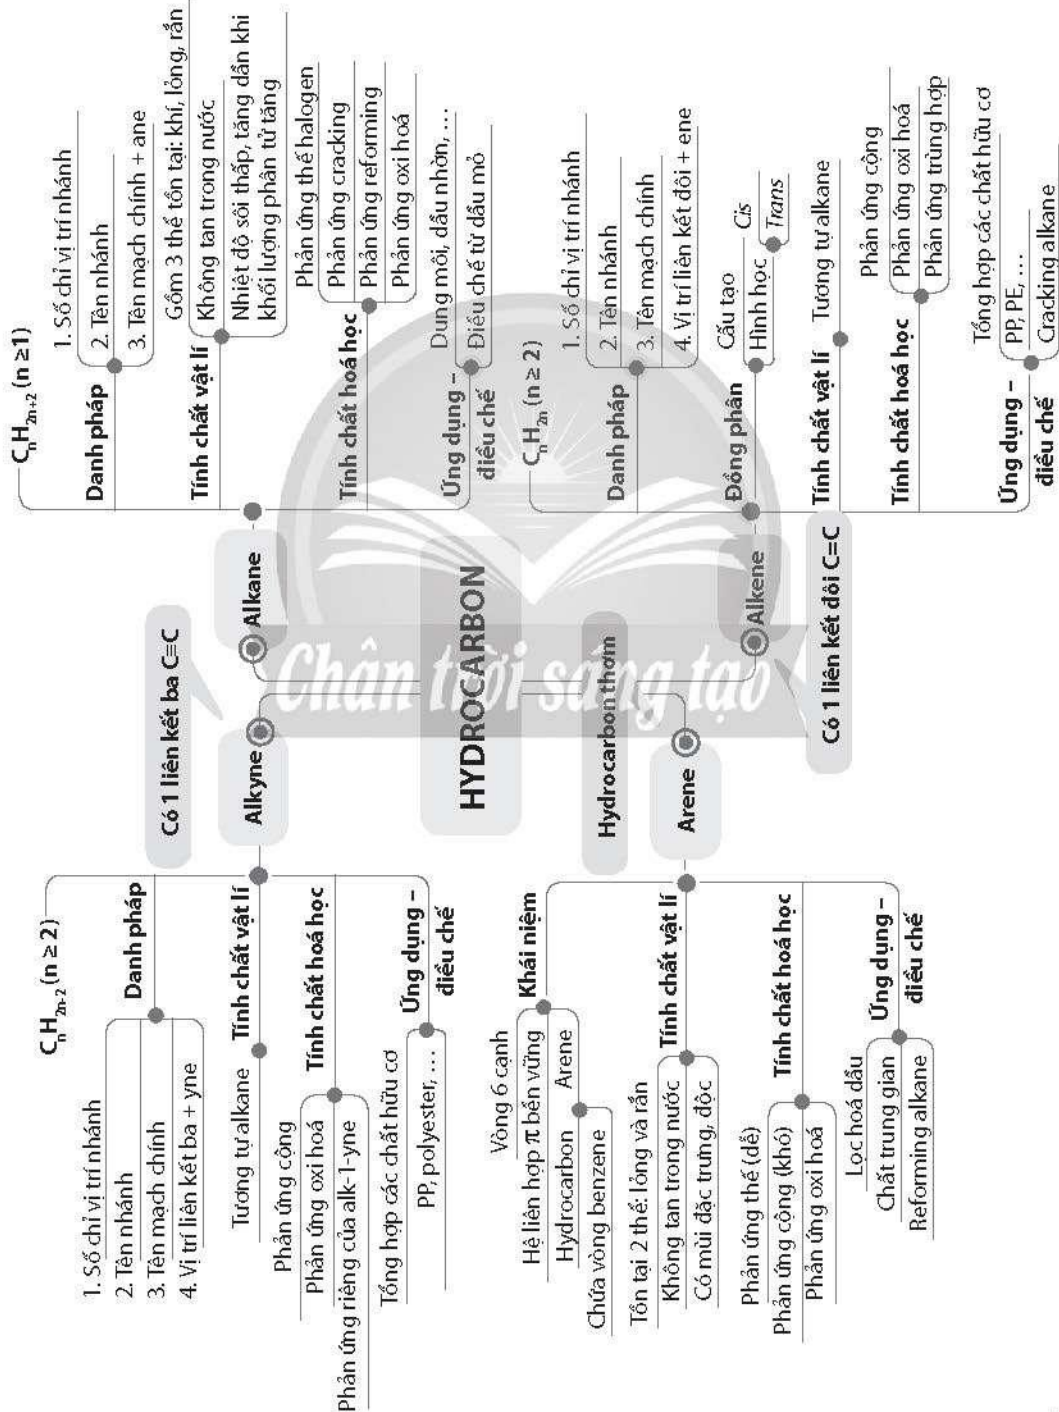 HYDROCARBON
Chân trời sáng tạo
Có 1 liên kết ba C≡C
Alkyne
CₙH₂ₙ₋₂ (n ≥ 2)
Danh pháp
1. Số chỉ vị trí nhánh
2. Tên nhánh
3. Tên mạch chính
4. Vị trí liên kết ba + yne
Tính chất vật lí
Tương tự alkane
Tính chất hoá học
Phản ứng cộng
Phản ứng oxi hoá
Phản ứng riêng của alk-1-yne
Ứng dụng –
điều chế
Tổng hợp các chất hữu cơ
PP, polyester, …
Alkane
CₙH₂ₙ₊₂ (n ≥1)
Danh pháp
1. Số chỉ vị trí nhánh
2. Tên nhánh
3. Tên mạch chính + ane
Tính chất vật lí
Gồm 3 thể tồn tại: khí, lỏng, rắn
Không tan trong nước
Nhiệt độ sôi thấp, tăng dần khi
khối lượng phân tử tăng
Tính chất hoá học
Phản ứng thế halogen
Phản ứng cracking
Phản ứng reforming
Phản ứng oxi hoá
Ứng dụng –
điều chế
Dung môi, dầu nhờn, …
Điều chế từ dầu mỏ
Hydrocarbon thơm
Arene
Khái niệm
Vòng 6 cạnh
Hệ liên hợp π bền vững
Hydrocarbon
Arene
Chứa vòng benzene
Tính chất vật lí
Tồn tại 2 thể: lỏng và rắn
Không tan trong nước
Có mùi đặc trưng, độc
Tính chất hoá học
Phản ứng thế (dễ)
Phản ứng cộng (khó)
Phản ứng oxi hoá
Ứng dụng –
điều chế
Lọc hoá dầu
Chất trung gian
Reforming alkane
Alkene
Có 1 liên kết đôi C=C
CₙH₂ₙ (n ≥ 2)
Danh pháp
1. Số chỉ vị trí nhánh
2. Tên nhánh
3. Tên mạch chính
4. Vị trí liên kết đôi + ene
Đồng phân
Cấu tạo
Hình học
Cis
Trans
Tính chất vật lí
Tương tự alkane
Tính chất hoá học
Phản ứng cộng
Phản ứng oxi hoá
Phản ứng trùng hợp
Ứng dụng –
điều chế
Tổng hợp các chất hữu cơ
PP, PE, …
Cracking alkane